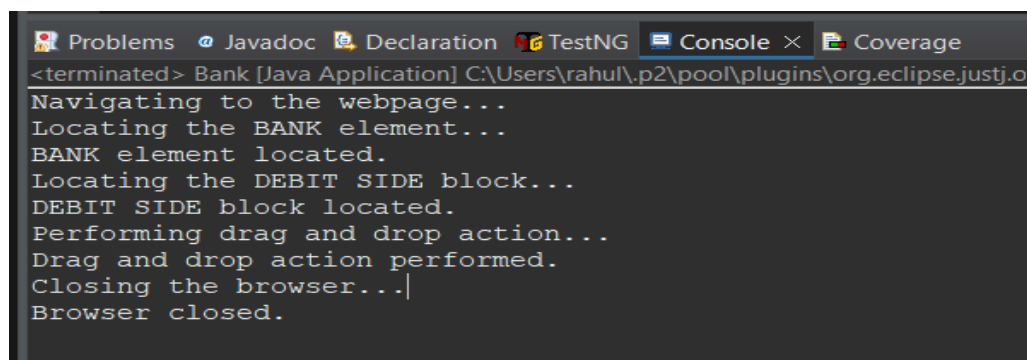 Problems @ Javadoc Declaration TestNG Console × Coverage
<terminated> Bank [Java Application] C:\Users\rahul\.p2\pool\plugins\org.eclipse.justj.o
Navigating to the webpage...
Locating the BANK element...
BANK element located.
Locating the DEBIT SIDE block...
DEBIT SIDE block located.
Performing drag and drop action...
Drag and drop action performed.
Closing the browser...
Browser closed.